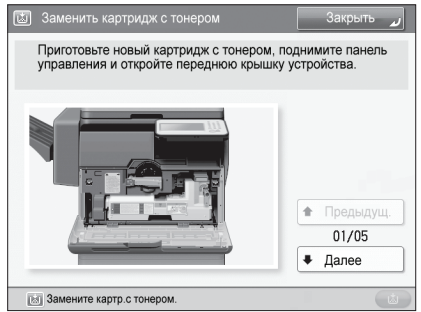 Заменить картридж с тонером
Закрыть
Приготовьте новый картридж с тонером, поднимите панель
управления и откройте переднюю крышку устройства.
Предыдущ.
01/05
Далее
Замените картр.с тонером.